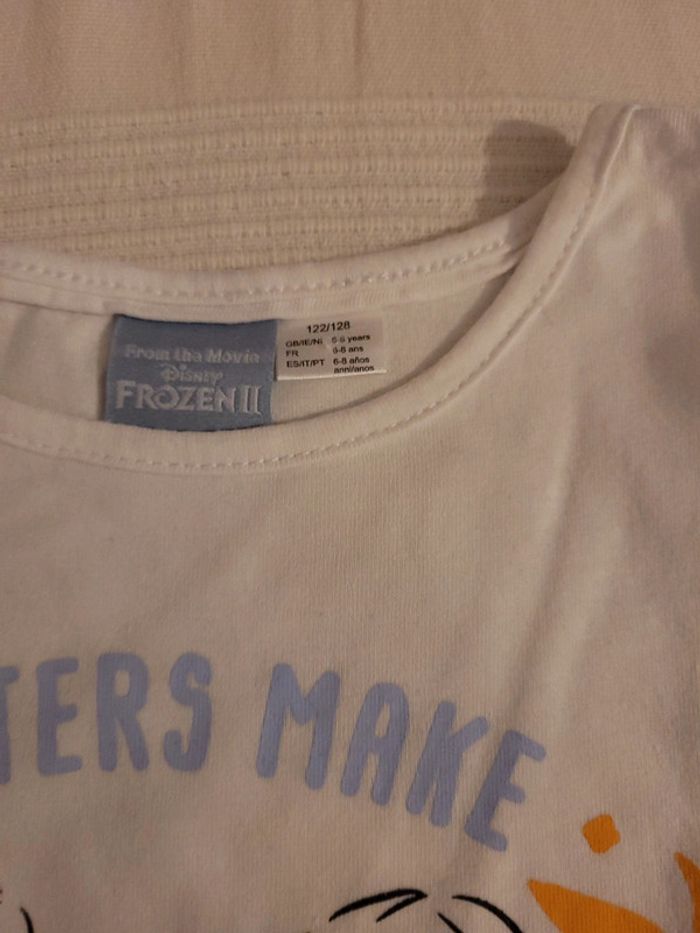 From the Movie
Disney
FROZEN II
122/128
GB/IE/NI 6-8 years
FR 6-8 ans
ES/IT/PT 6-8 años
anni/anos
TERS MAKE